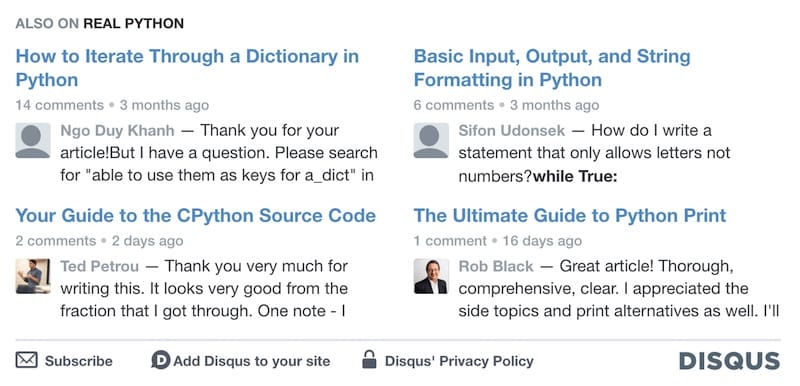 ALSO ON REAL PYTHON
How to Iterate Through a Dictionary in
Python
14 comments • 3 months ago
Ngo Duy Khanh — Thank you for your
article!But I have a question. Please search
for "able to use them as keys for a_dict" in
Basic Input, Output, and String
Formatting in Python
6 comments • 3 months ago
Sifon Udonsek — How do I write a
statement that only allows letters not
numbers?while True:
Your Guide to the CPython Source Code
2 comments • 2 days ago
Ted Petrou — Thank you very much for
writing this. It looks very good from the
fraction that I got through. One note - I
The Ultimate Guide to Python Print
1 comment • 16 days ago
Rob Black — Great article! Thorough,
comprehensive, clear. I appreciated the
side topics and print alternatives as well. I'll
Subscribe
D Add Disqus to your site
Disqus' Privacy Policy
DISQUS